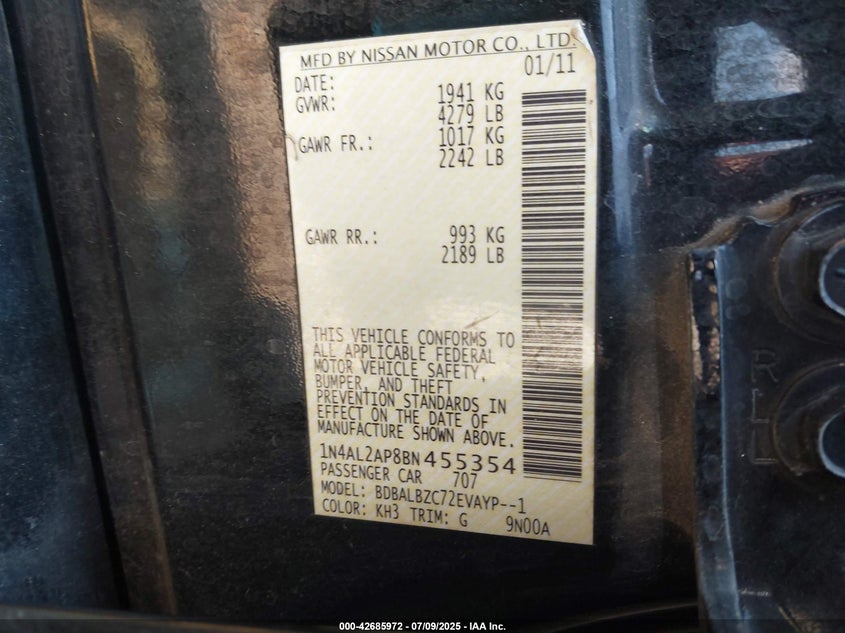 MFD BY NISSAN MOTOR CO., LTD.
DATE: 01/11
GVWR: 1941 KG
4279 LB
GAWR FR.: 1017 KG
2242 LB
GAWR RR.: 993 KG
2189 LB
THIS VEHICLE CONFORMS TO
ALL APPLICABLE FEDERAL
MOTOR VEHICLE SAFETY,
BUMPER, AND THEFT
PREVENTION STANDARDS IN
EFFECT ON THE DATE OF
MANUFACTURE SHOWN ABOVE.
1N4AL2AP8BN455354
PASSENGER CAR 707
MODEL: BDBALBZC72EVAYP--1
COLOR: KH3 TRIM: G 9N00A
000-42685972 / 07/09/2025 - IAA Inc.